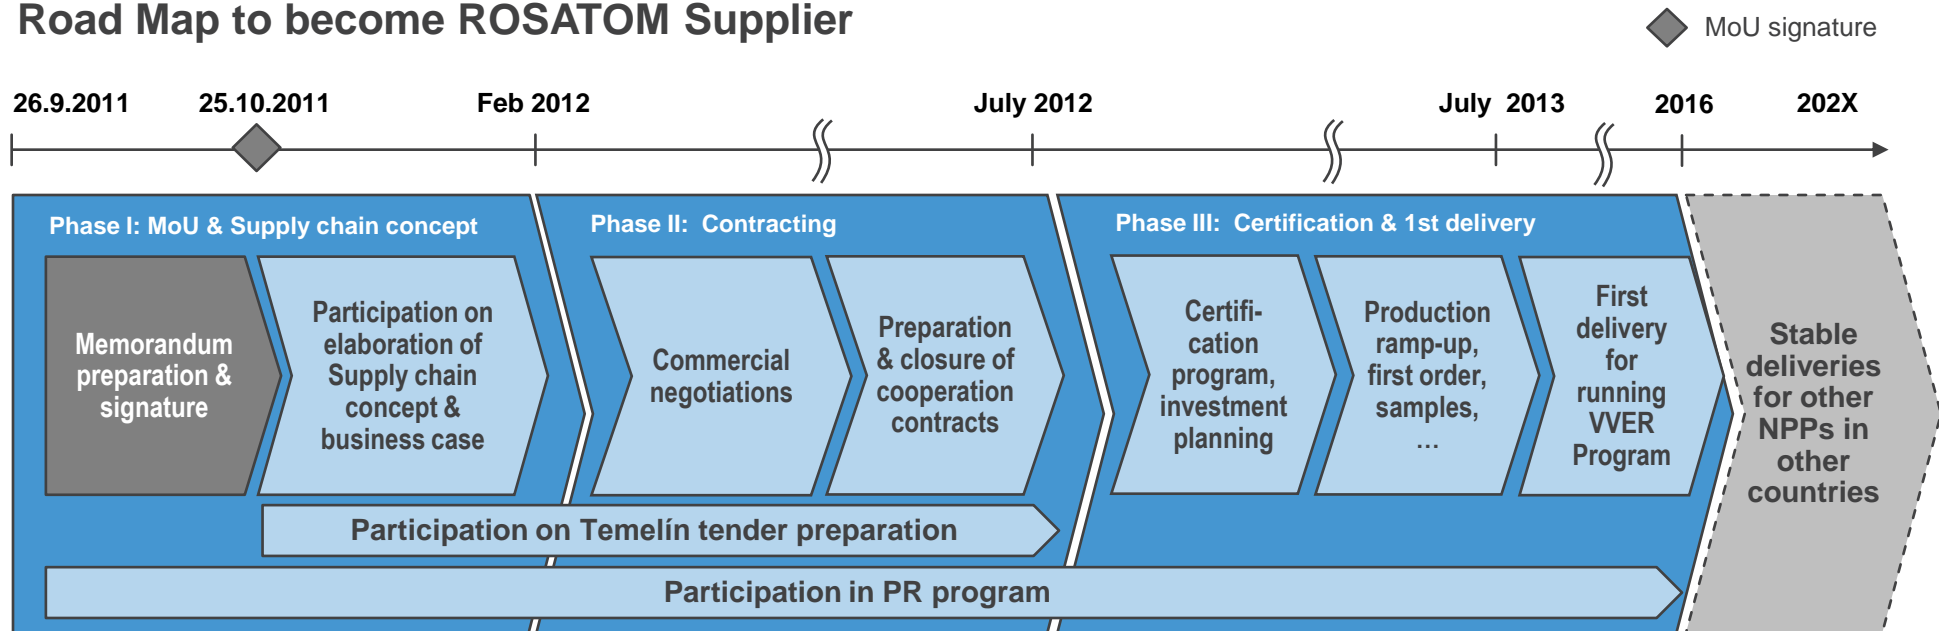 Road Map to become ROSATOM Supplier
MoU signature
26.9.2011
25.10.2011
Feb 2012
July 2012
July 2013
2016
202X
Phase I: MoU & Supply chain concept
Phase II: Contracting
Phase III: Certification & 1st delivery
Memorandum
preparation &
signature
Participation on
elaboration of
Supply chain
concept &
business case
Commercial
negotiations
Preparation
& closure of
cooperation
contracts
Certifi-
cation
program,
investment
planning
Production
ramp-up,
first order,
samples,
…
First
delivery
for
running
VVER
Program
Stable
deliveries
for other
NPPs in
other
countries
Participation on Temelín tender preparation
Participation in PR program